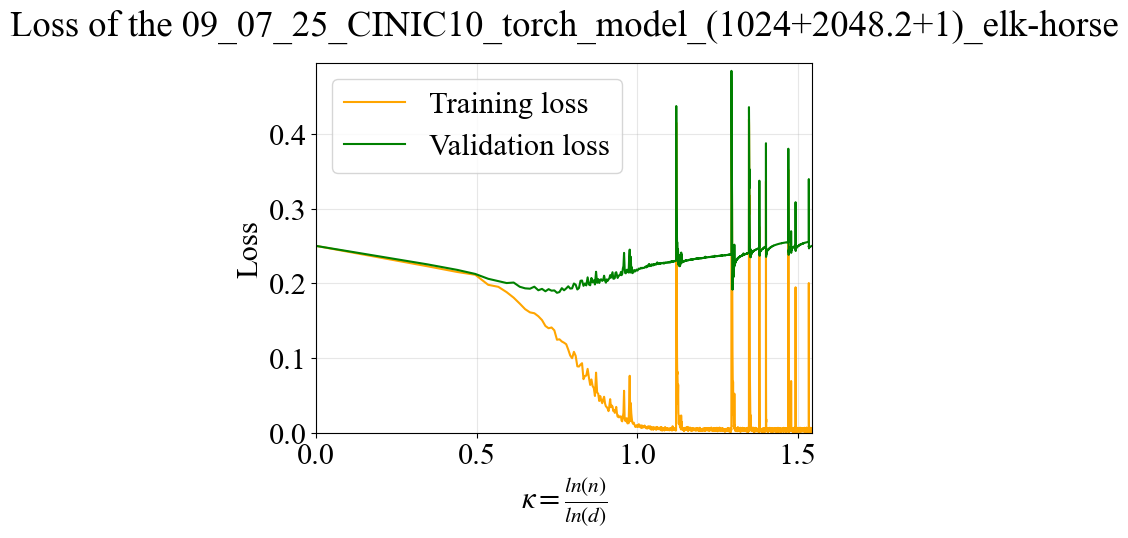 Loss of the 09_07_25_CINIC10_torch_model_(1024+2048.2+1)_elk-horse
Training loss
Validation loss
Loss
0.4
0.3
0.2
0.1
0.0
0.0 0.5 1.0 1.5
κ = ln(n)/ln(d)